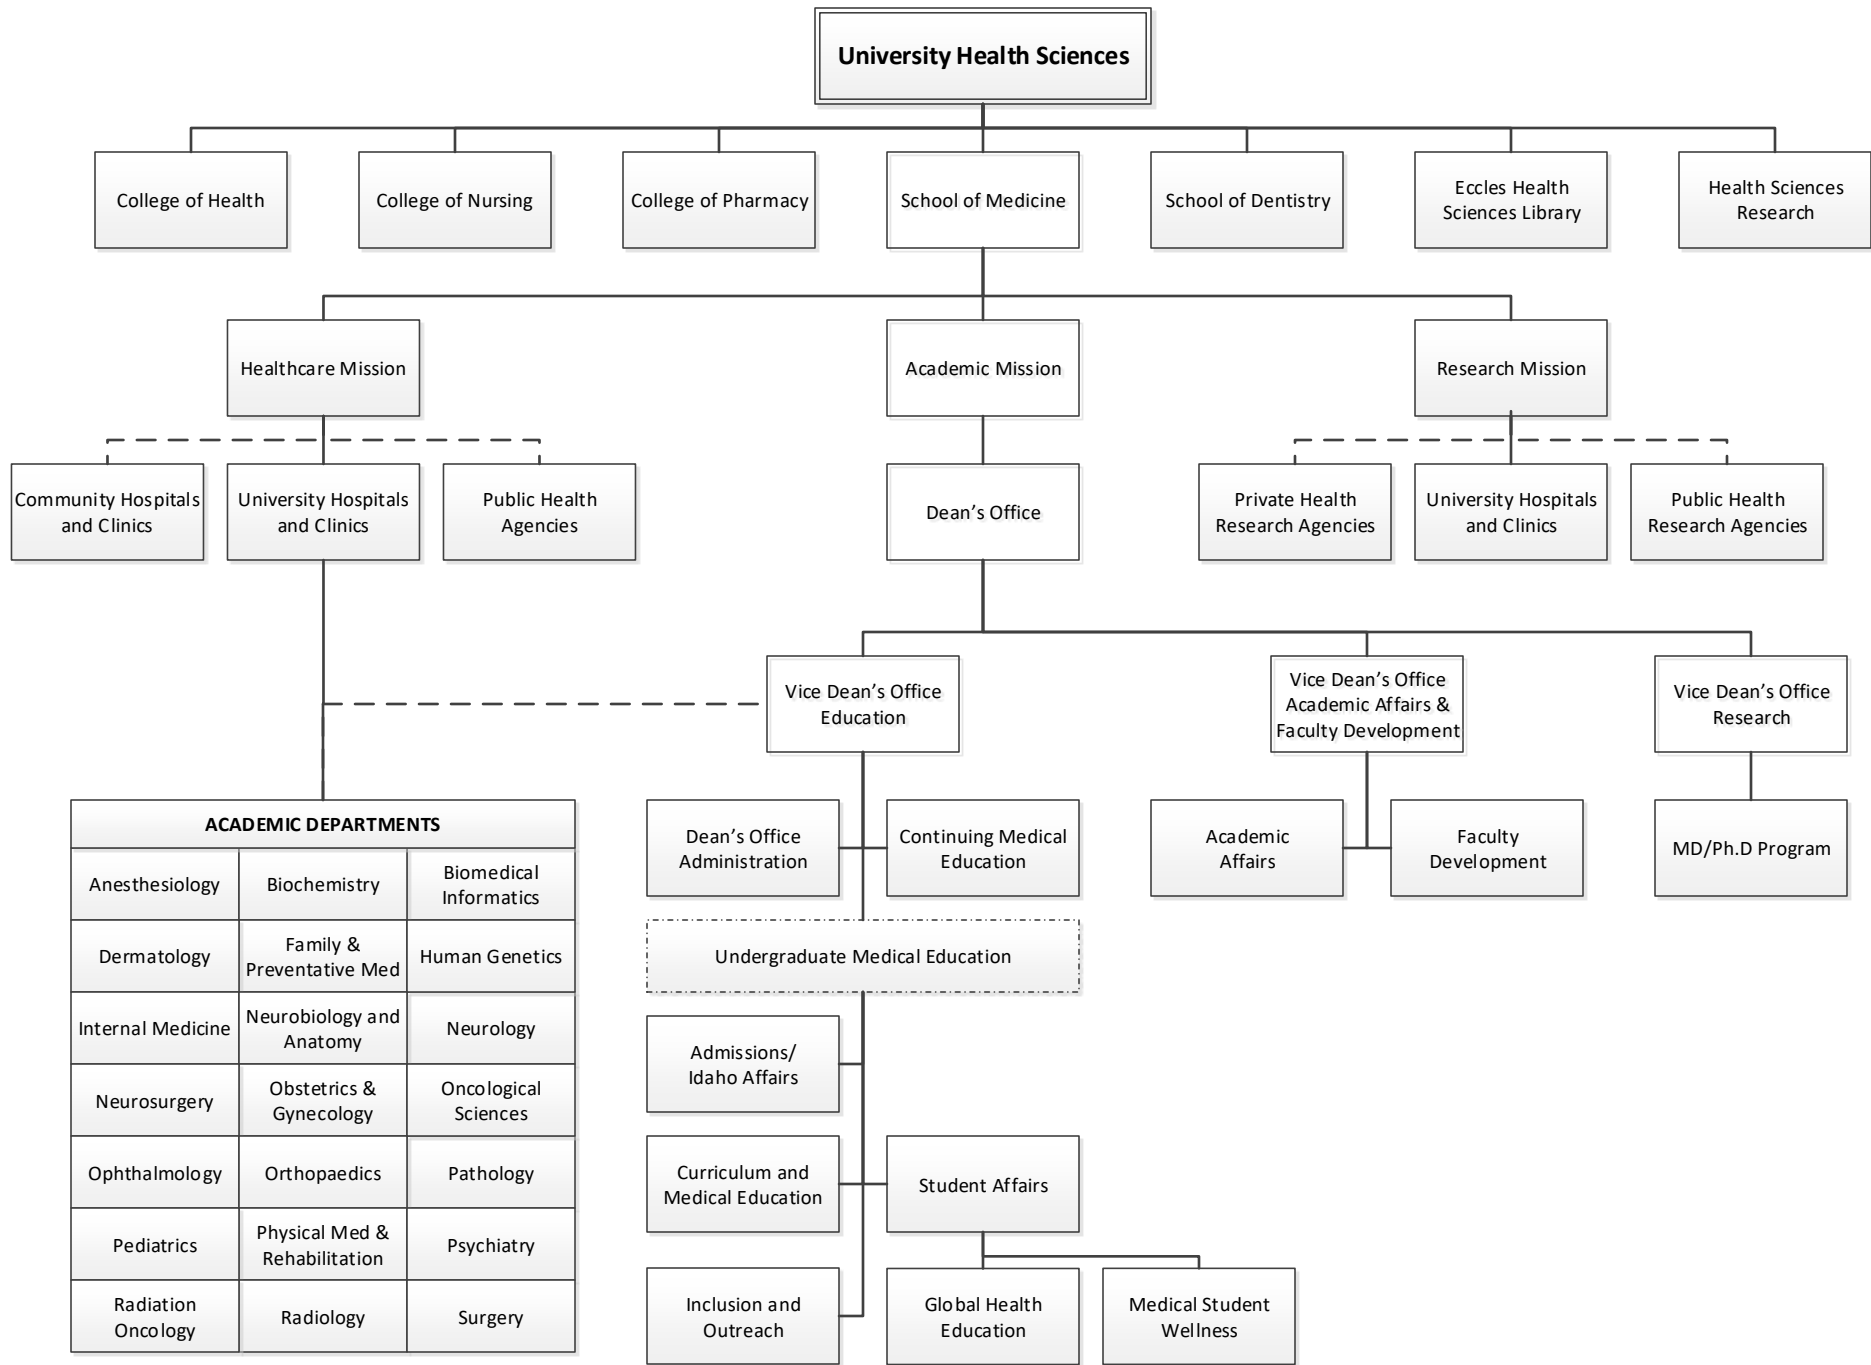 University Health Sciences
College of Health
College of Nursing
College of Pharmacy
School of Medicine
School of Dentistry
Eccles Health
Sciences Library
Health Sciences
Research
Healthcare Mission
Academic Mission
Research Mission
Community Hospitals
and Clinics
University Hospitals
and Clinics
Public Health
Agencies
Dean’s Office
Private Health
Research Agencies
University Hospitals
and Clinics
Public Health
Research Agencies
Vice Dean’s Office
Education
Vice Dean’s Office
Academic Affairs &
Faculty Development
Vice Dean’s Office
Research
ACADEMIC DEPARTMENTS
Anesthesiology
Biochemistry
Biomedical
Informatics
Dermatology
Family &
Preventative Med
Human Genetics
Internal Medicine
Neurobiology and
Anatomy
Neurology
Neurosurgery
Obstetrics &
Gynecology
Oncological
Sciences
Ophthalmology
Orthopaedics
Pathology
Pediatrics
Physical Med &
Rehabilitation
Psychiatry
Radiation
Oncology
Radiology
Surgery
Dean’s Office
Administration
Continuing Medical
Education
Undergraduate Medical Education
Admissions/
Idaho Affairs
Curriculum and
Medical Education
Student Affairs
Inclusion and
Outreach
Global Health
Education
Medical Student
Wellness
Academic
Affairs
Faculty
Development
MD/Ph.D Program